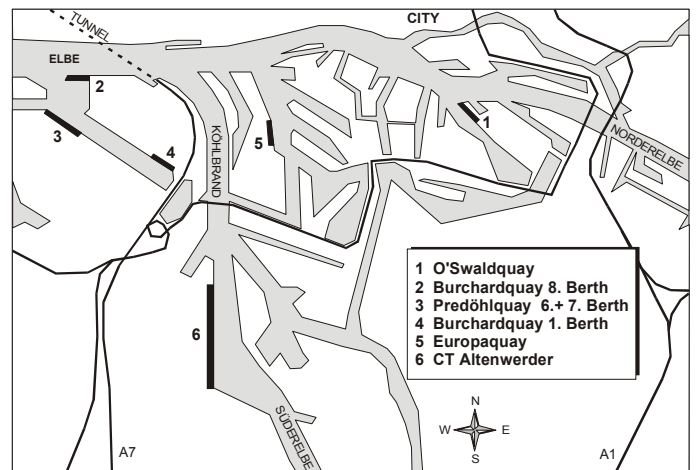 CITY
TUNNEL
ELBE
2
3
4
5
1
KÖHLBRAND
NORDERELBE
6
1 O'Swaldquay
2 Burchardquay 8. Berth
3 Predöhlquay 6.+ 7. Berth
4 Burchardquay 1. Berth
5 Europaquay
6 CT Altenwerder
SÜDERELBE
N
W E
S
A7
A1